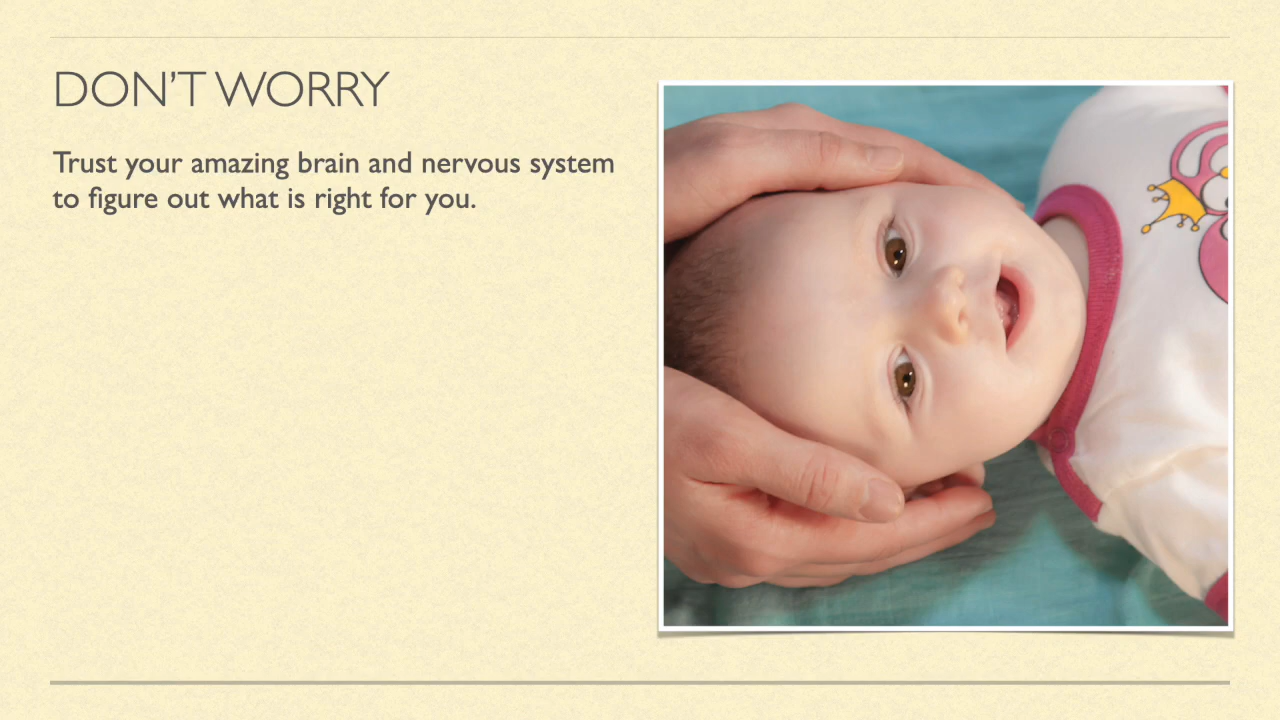 DON’T WORRY
Trust your amazing brain and nervous system
to figure out what is right for you.